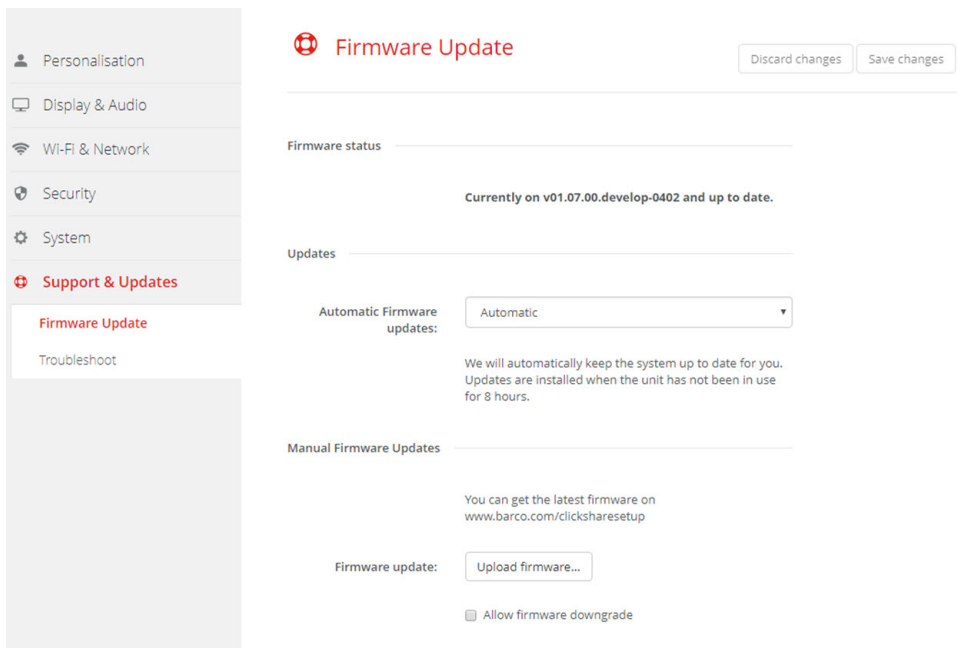 Personalisation
Display & Audio
Wi-Fi & Network
Security
System
Support & Updates
Firmware Update
Troubleshoot
Firmware Update
Discard changes
Save changes
Firmware status
Currently on v01.07.00.develop-0402 and up to date.
Updates
Automatic Firmware
updates:
Automatic
We will automatically keep the system up to date for you.
Updates are installed when the unit has not been in use
for 8 hours.
Manual Firmware Updates
You can get the latest firmware on
www.barco.com/clicksharesetup
Firmware update:
Upload firmware...
Allow firmware downgrade